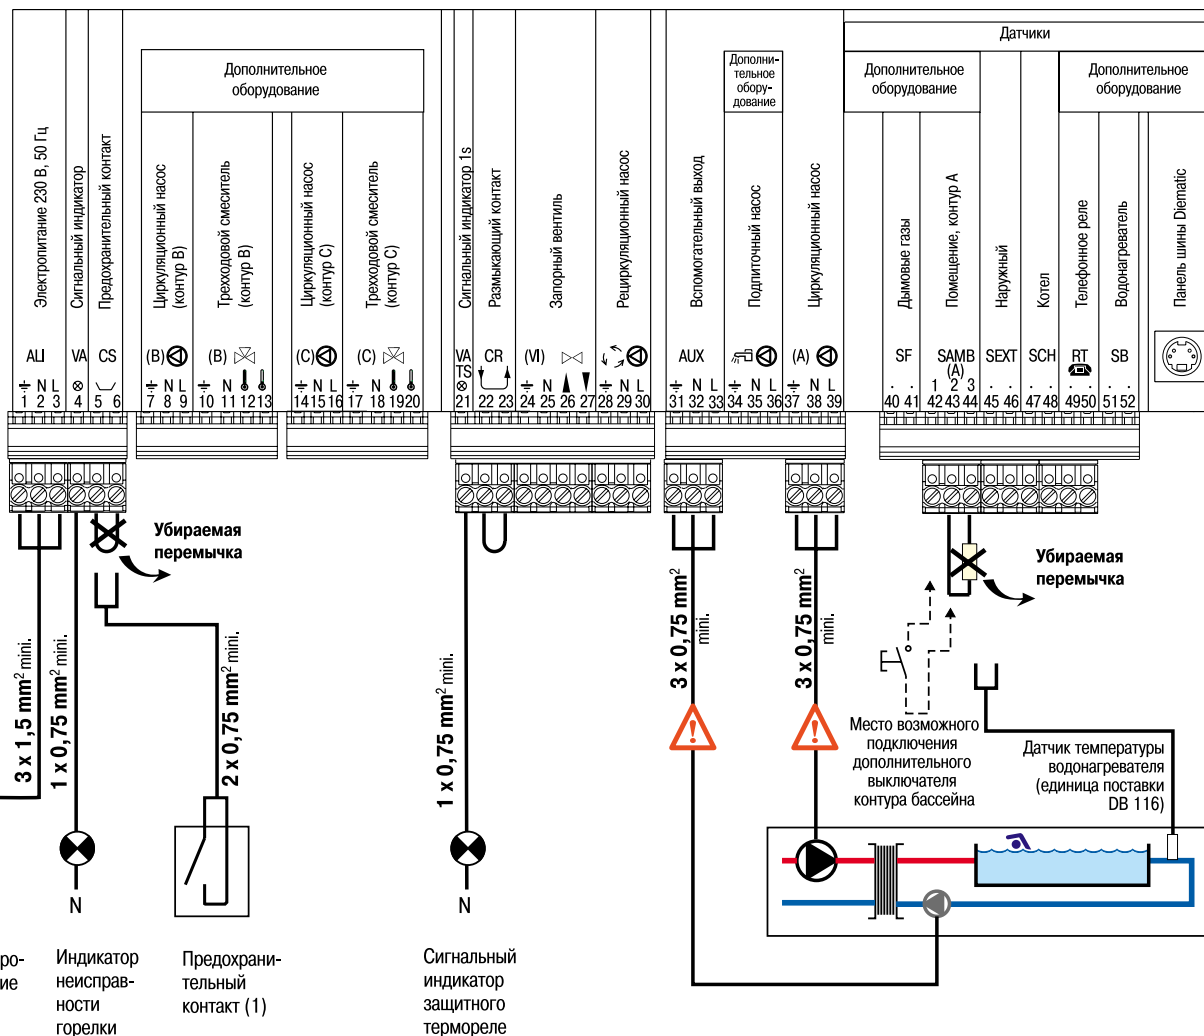 Датчики
Дополнительное
оборудование
Дополни-
тельное
обору-
дование
Дополнительное
оборудование
Дополнительное
оборудование
Электропитание 230 В, 50 Гц
Сигнальный индикатор
Предохранительный контакт
Циркуляционный насос
(контур B)
Трехходовой смеситель
(контур B)
Циркуляционный насос
(контур C)
Трехходовой смеситель
(контур C)
Сигнальный индикатор 1s
Размыкающий контакт
Запорный вентиль
Рециркуляционный насос
Вспомогательный выход
Подпиточный насос
Циркуляционный насос
Дымовые газы
Помещение, контур A
Наружный
Котел
Телефонное реле
Водонагреватель
Панель шины Diematic
ALI VA CS (B) (B) (C) (C) VA TS CR (VI) AUX (A) SF SAMB (A) SEXT SCH RT SB
N L N L N N L N N N L N L L N L 1 2 3
1 2 3 4 5 6 7 8 9 10 11 12 13 14 15 16 17 18 19 20 21 22 23 24 25 26 27 28 29 30 31 32 33 34 35 36 37 38 39 40 41 42 43 44 45 46 47 48 49 50 51 52
Убираемая
перемычка
Убираемая
перемычка
3 x 1,5 mm² mini.
1 x 0,75 mm² mini.
2 x 0,75 mm² mini.
1 x 0,75 mm² mini.
3 x 0,75 mm²
mini.
3 x 0,75 mm²
mini.
Место возможного
подключения
дополнительного
выключателя
контура бассейна
Датчик температуры
водонагревателя
(единица поставки
DB 116)
N
N
ро-
ие
Индикатор
неисправ-
ности
горелки
Предохрани-
тельный
контакт (1)
Сигнальный
индикатор
защитного
термореле